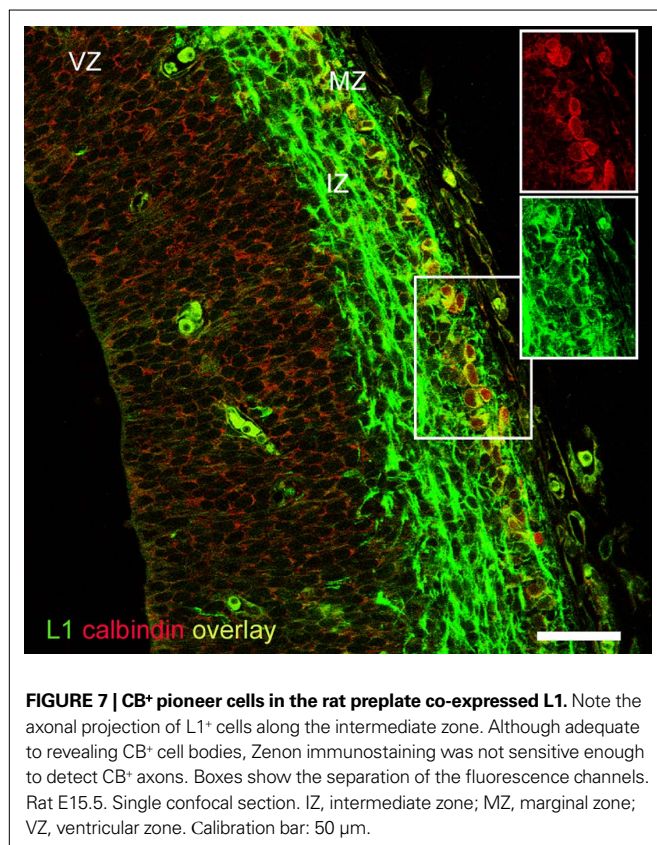 VZ
MZ
IZ
L1 calbindin overlay
FIGURE 7 | CB⁺ pioneer cells in the rat preplate co-expressed L1. Note the
axonal projection of L1⁺ cells along the intermediate zone. Although adequate
to revealing CB⁺ cell bodies, Zenon immunostaining was not sensitive enough
to detect CB⁺ axons. Boxes show the separation of the fluorescence channels.
Rat E15.5. Single confocal section. IZ, intermediate zone; MZ, marginal zone;
VZ, ventricular zone. Calibration bar: 50 µm.